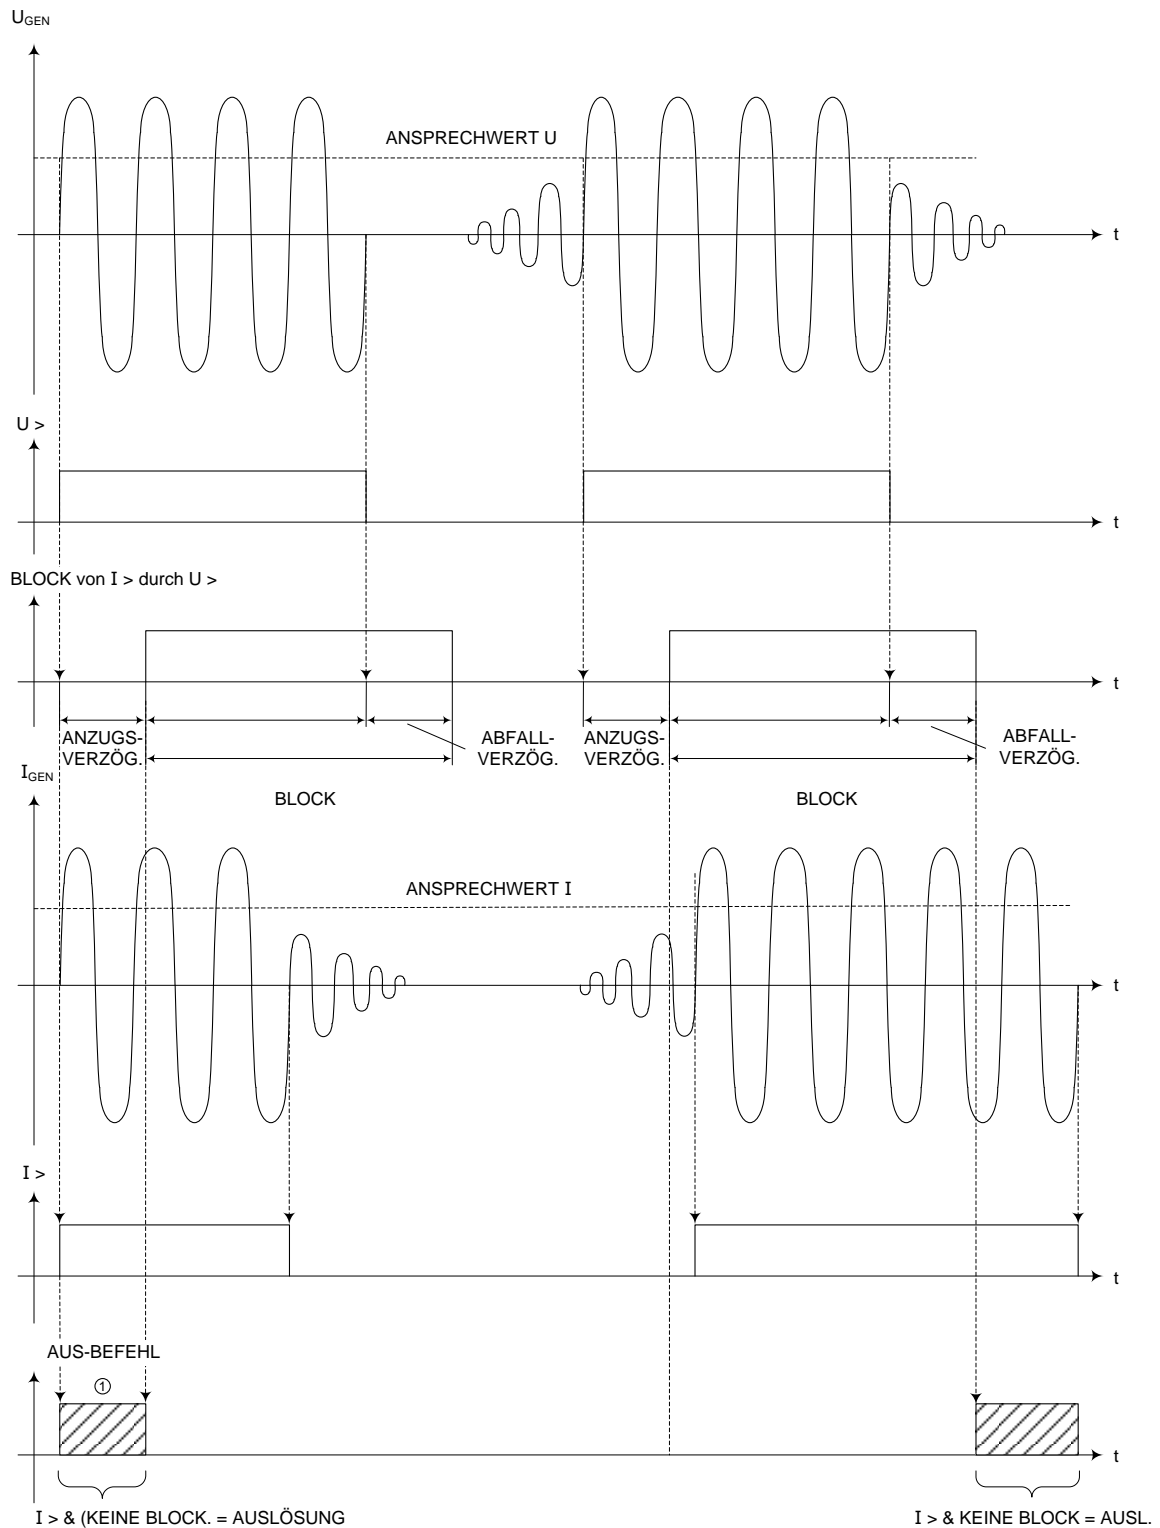 UGEN
ANSPRECHWERT U
t
U >
t
BLOCK von I > durch U >
t
ANZUGS-
VERZÖG.
ABFALL-
VERZÖG.
ANZUGS-
VERZÖG.
ABFALL-
VERZÖG.
IGEN
BLOCK
BLOCK
ANSPRECHWERT I
t
I >
t
AUS-BEFEHL
①
t
I > & (KEINE BLOCK. = AUSLÖSUNG
I > & KEINE BLOCK = AUSL.